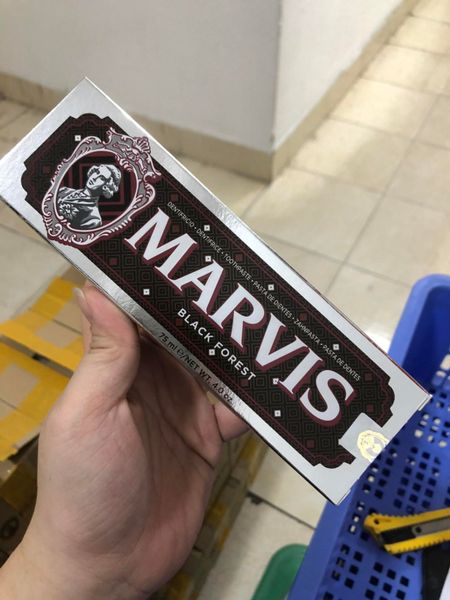 DENTIFRICIO • DENTIFRICE • TOOTHPASTE • PASTA DE DENTES • ZAHNPASTA • PASTA DE DIENTES
MARVIS
BLACK FOREST
75 ml ℮/NET WT. 4.0 oz.